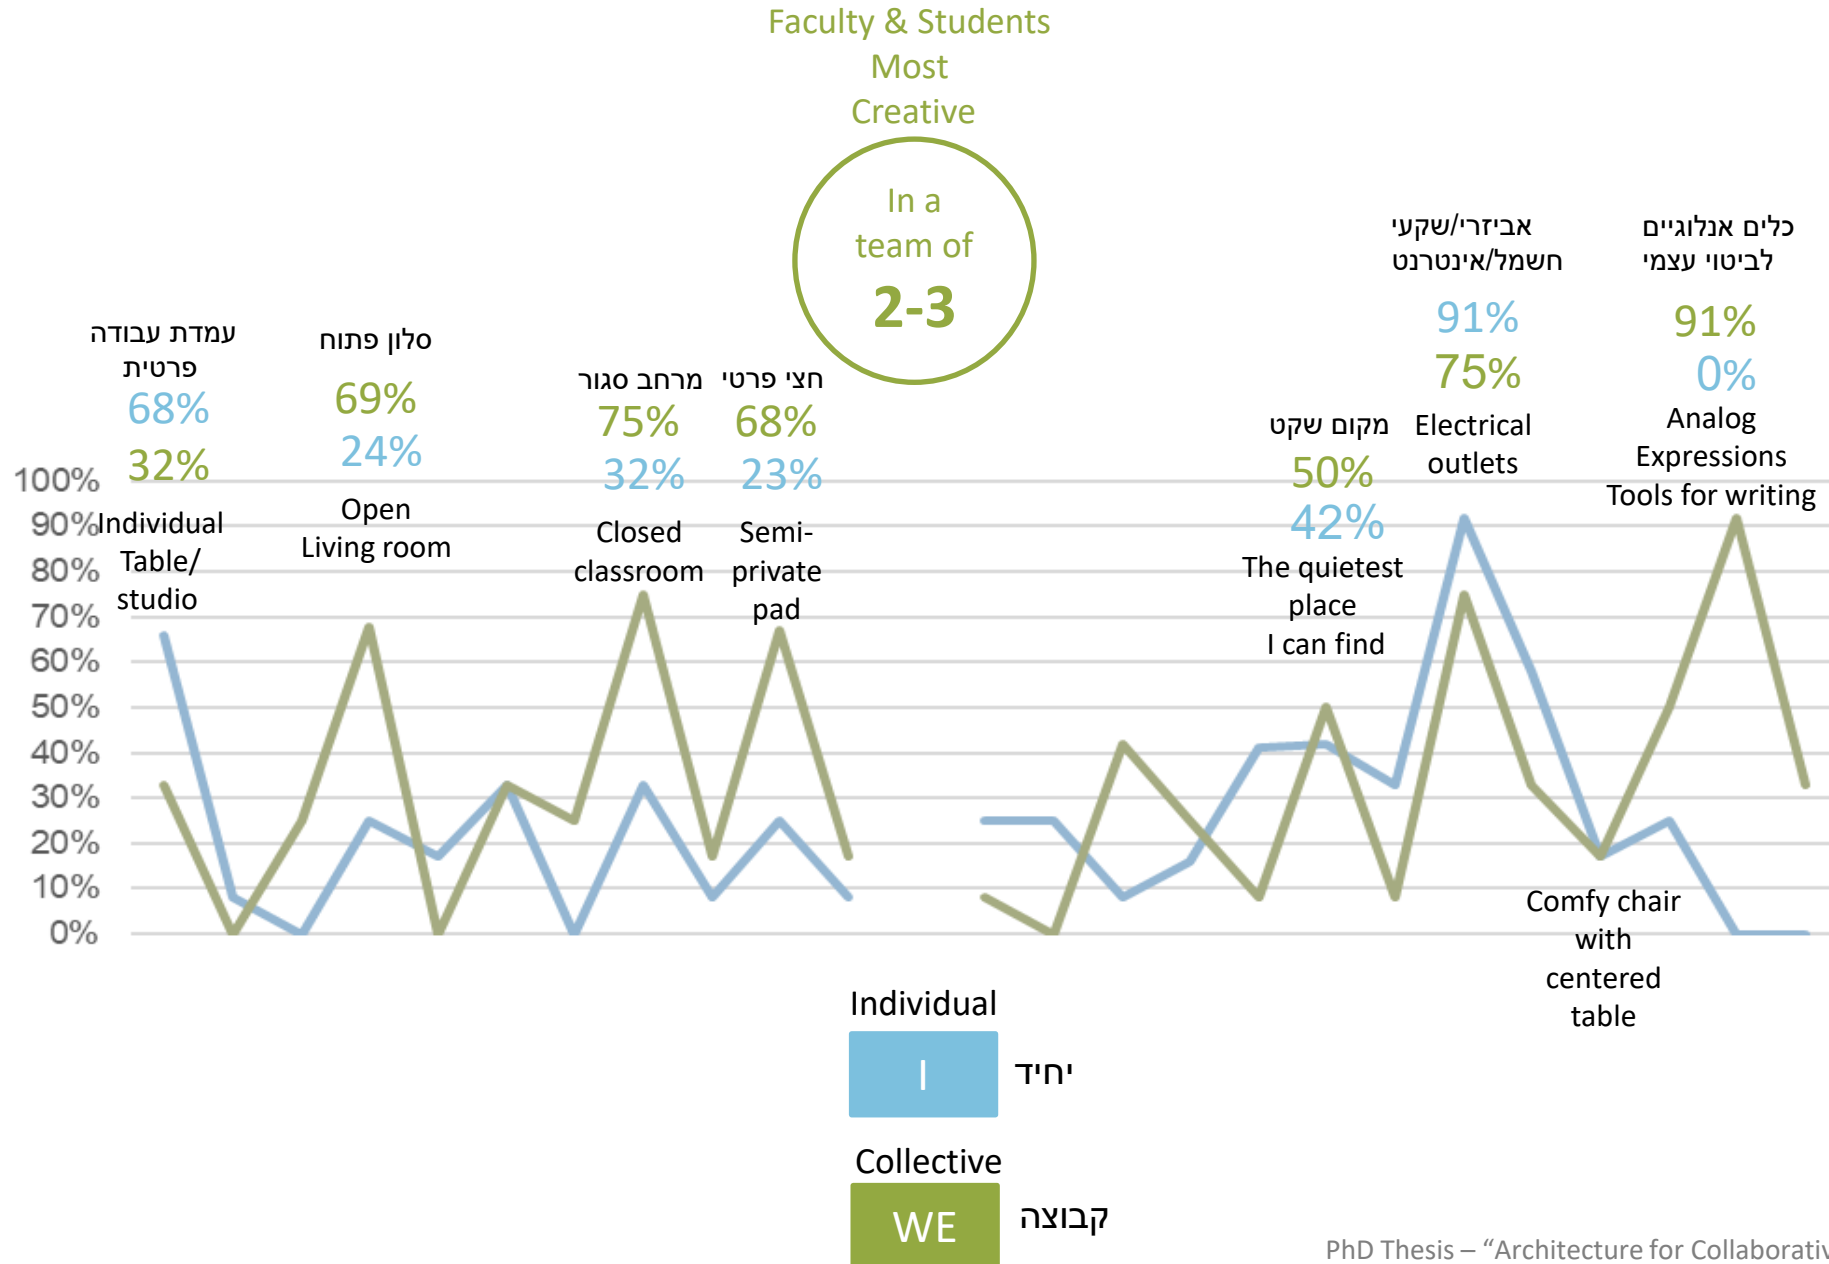 Faculty & Students
Most
Creative
In a
team of
2-3
עמדת עבודה
פרטית
68%
32%
Individual
Table/
studio
סלון פתוח
69%
24%
Open
Living room
מרחב סגור
75%
32%
Closed
classroom
חצי פרטי
68%
23%
Semi-
private
pad
מקום שקט
50%
42%
The quietest
place
I can find
אביזרי/שקעי
חשמל/אינטרנט
91%
75%
Electrical
outlets
כלים אנלוגיים
לביטוי עצמי
91%
0%
Analog
Expressions
Tools for writing
100%
90%
80%
70%
60%
50%
40%
30%
20%
10%
0%
Comfy chair
with
centered
table
Individual
I
יחיד
Collective
WE
קבוצה
PhD Thesis – “Architecture for Collaborativ